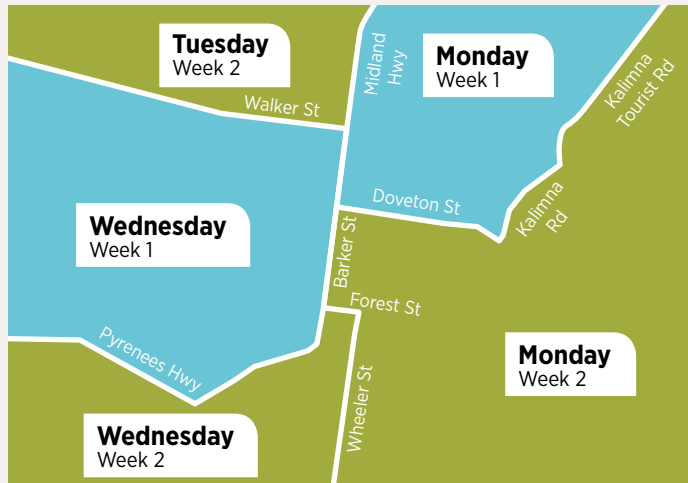 Tuesday
Week 2
Midland
Hwy
Monday
Week 1
Kalimna
Tourist Rd
Walker St
Doveton St
Kalimna
Rd
Wednesday
Week 1
Barker St
Forest St
Pyrenees Hwy
Monday
Week 2
Wheeler St
Wednesday
Week 2